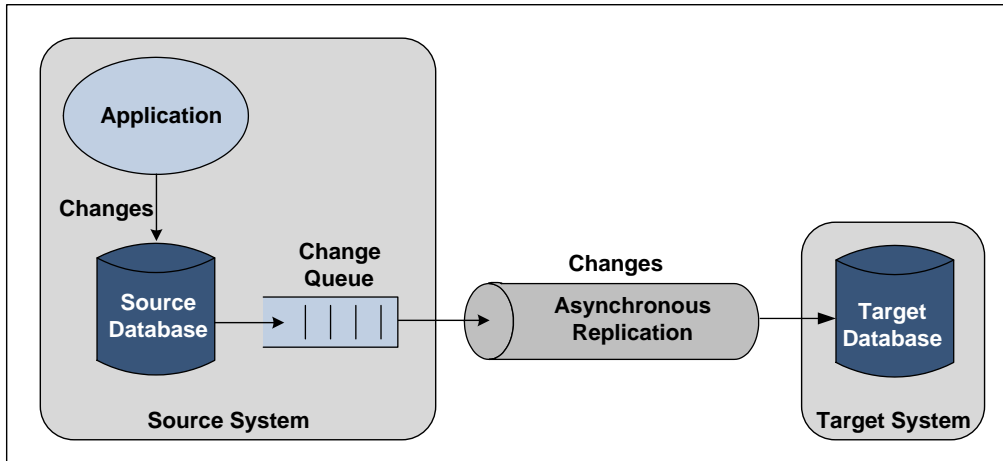 Application
Changes
Source
Database
Change
Queue
Source System
Changes
Asynchronous
Replication
Target
Database
Target System